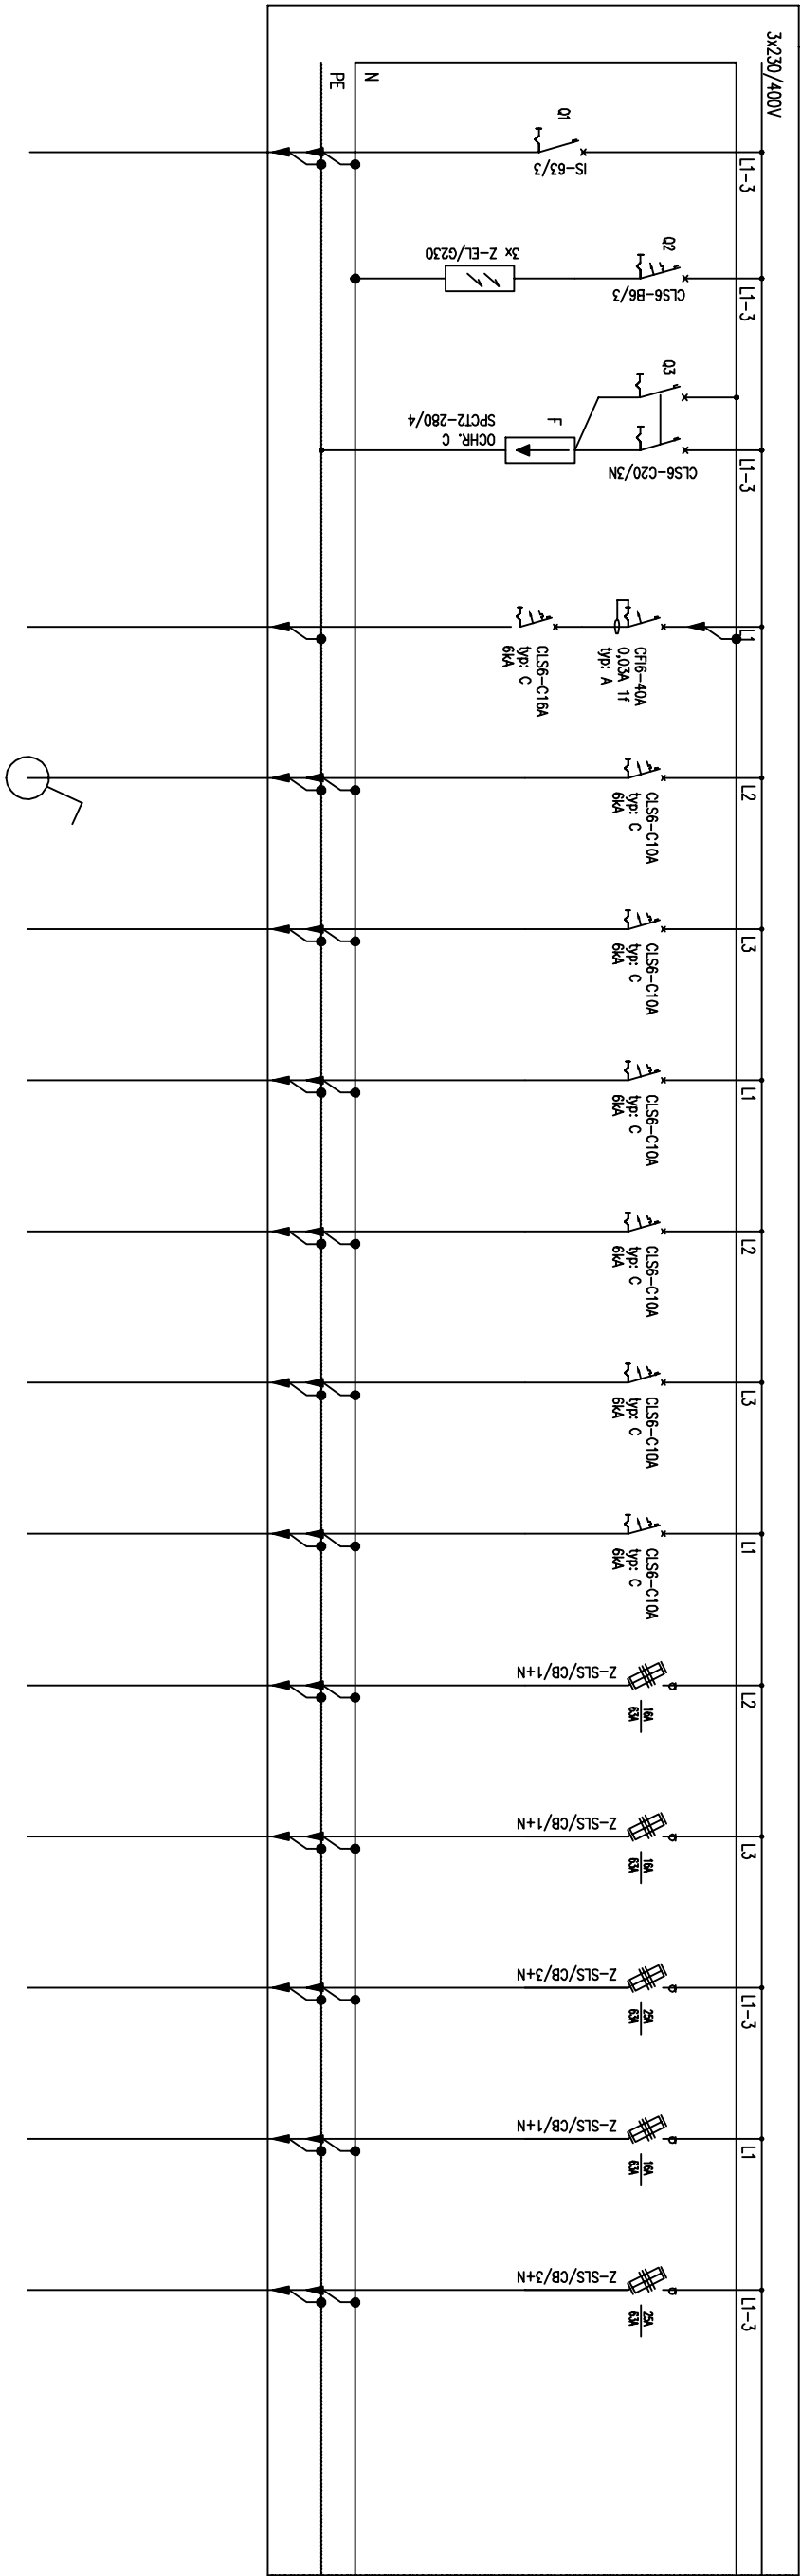 3x230/400V
N
PE
Q1
IS-63/3
L1-3
Q2
CLS6-B6/3
3x Z-EL/G230
L1-3
Q3
CLS6-C20/3N
F
SPCT2-280/4
OCHR. C
L1-3
L1
CFI6-40A
0,03A 1f
typ: A
CLS6-C16A
typ: C
6kA
L2
CLS6-C10A
typ: C
6kA
L3
CLS6-C10A
typ: C
6kA
L1
CLS6-C10A
typ: C
6kA
L2
CLS6-C10A
typ: C
6kA
L3
CLS6-C10A
typ: C
6kA
L1
CLS6-C10A
typ: C
6kA
L2
Z-SLS/CB/1+N
16A
63A
L3
Z-SLS/CB/1+N
16A
63A
L1-3
Z-SLS/CB/3+N
25A
63A
L1
Z-SLS/CB/1+N
16A
63A
L1-3
Z-SLS/CB/3+N
25A
63A